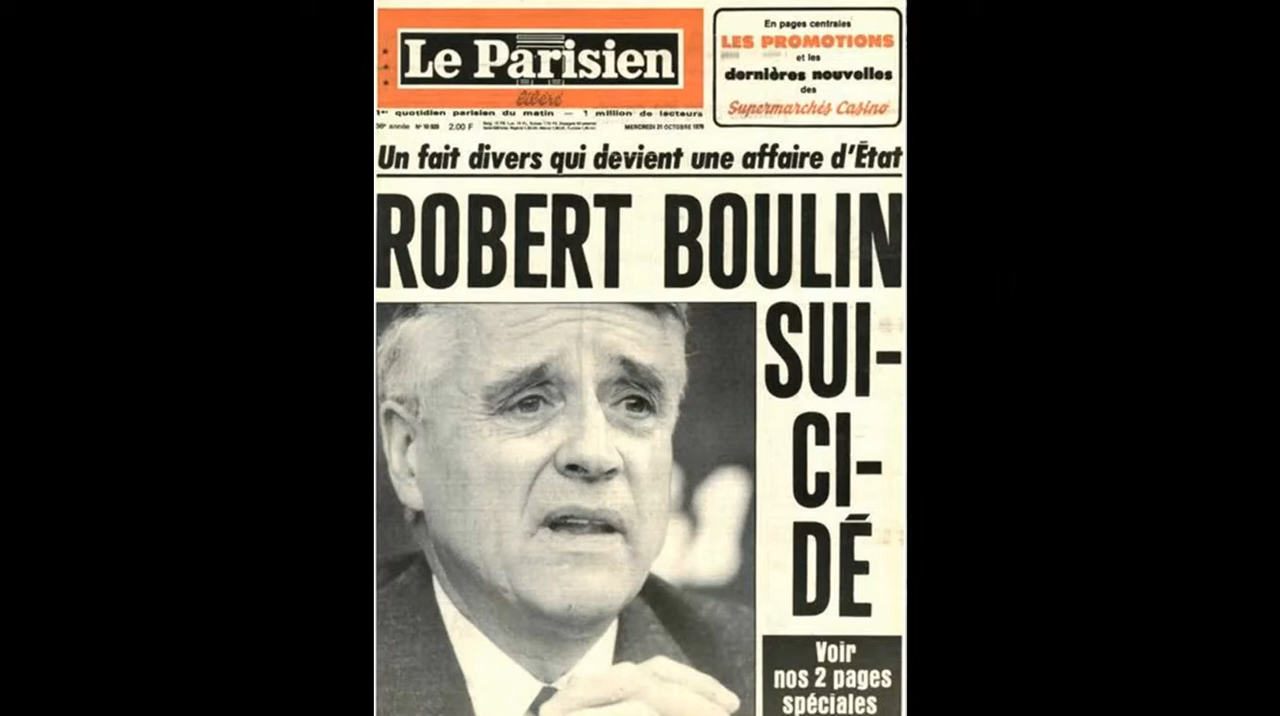 Le Parisien
libéré
1er quotidien parisien du matin — 1 million de lecteurs
36e année 2.00 F MERCREDI 31 OCTOBRE 1979
En pages centrales
LES PROMOTIONS
et les
dernières nouvelles
des
Supermarchés Casino
Un fait divers qui devient une affaire d'État
ROBERT BOULIN
SUI-
CI-
DÉ
Voir
nos 2 pages
spéciales